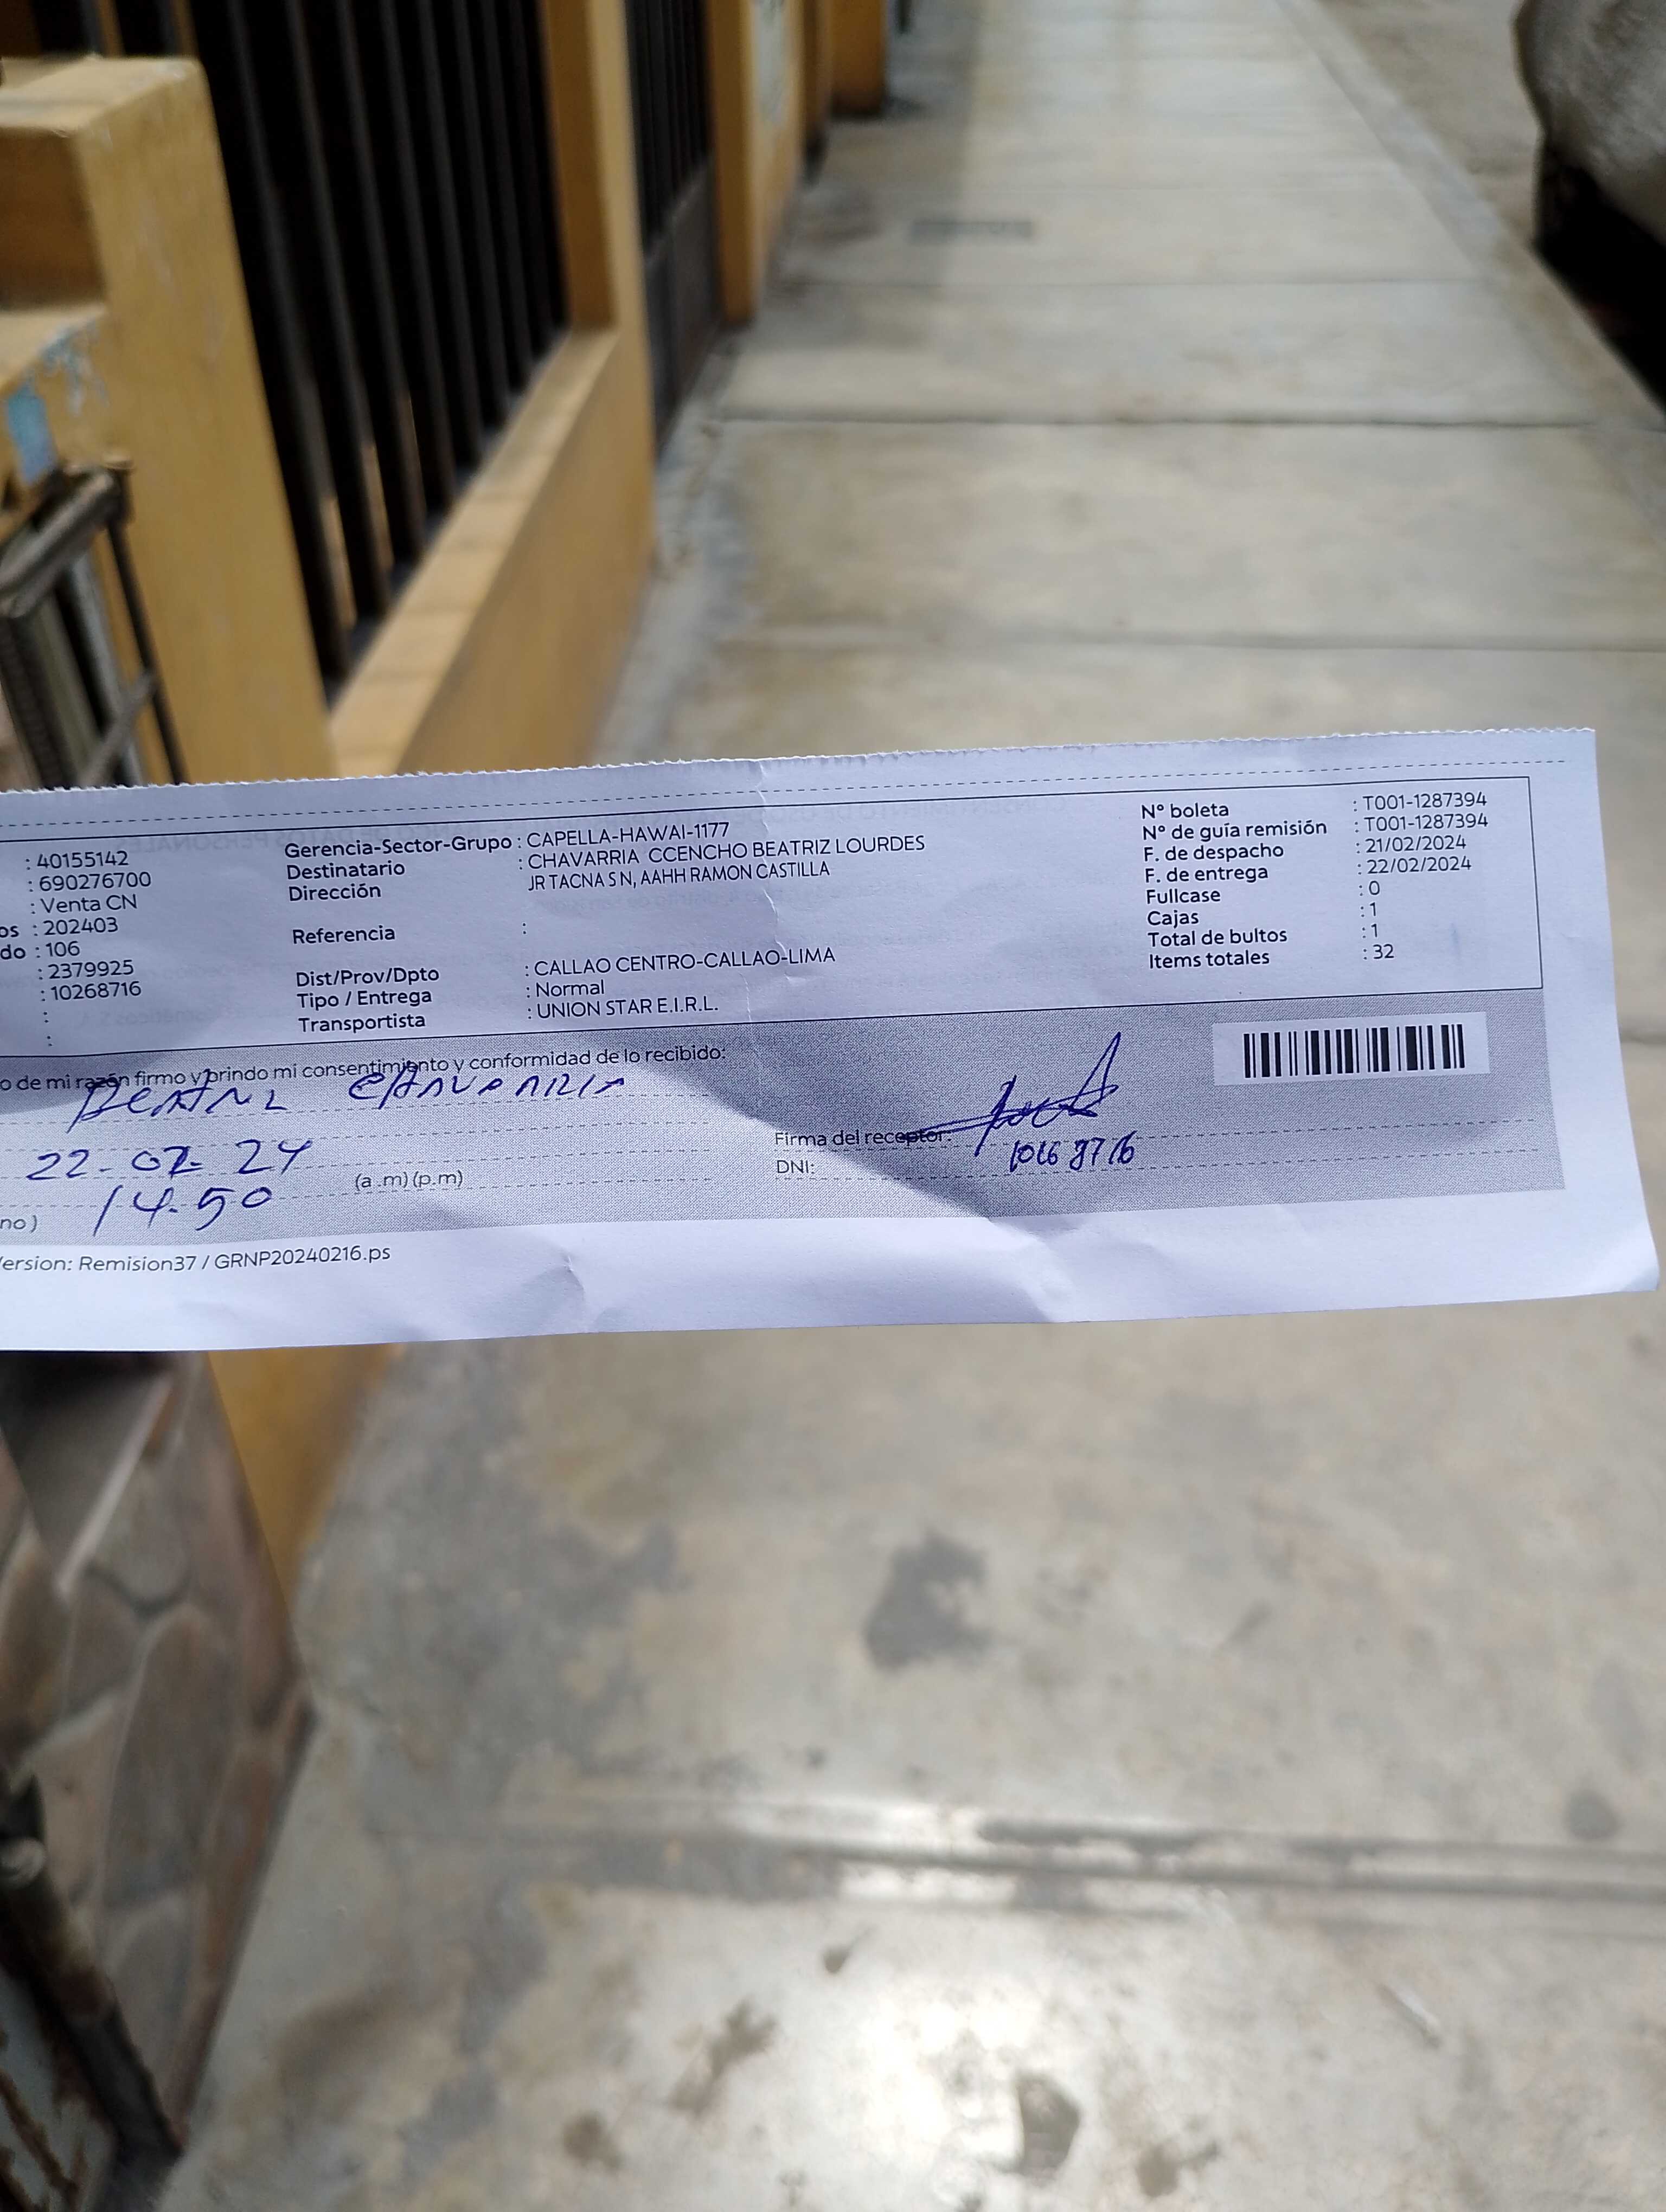 : 40155142
: 690276700
: Venta CN
os : 202403
do : 106
: 2379925
: 10268716
:
:
Gerencia-Sector-Grupo : CAPELLA-HAWAI-1177
Destinatario : CHAVARRIA CCENCHO BEATRIZ LOURDES
Dirección JR TACNA S N, AAHH RAMON CASTILLA
Referencia :
Dist/Prov/Dpto : CALLAO CENTRO-CALLAO-LIMA
Tipo / Entrega : Normal
Transportista : UNION STAR E.I.R.L.
N° boleta : T001-1287394
N° de guía remisión : T001-1287394
F. de despacho : 21/02/2024
F. de entrega : 22/02/2024
Fullcase : 0
Cajas : 1
Total de bultos : 1
Items totales : 32
o de mi razón firmo y brindo mi consentimiento y conformidad de lo recibido:
22-02-24
14.50 (a .m) (p.m)
no )
Firma del receptor:
DNI:
ersion: Remision37 / GRNP20240216.ps